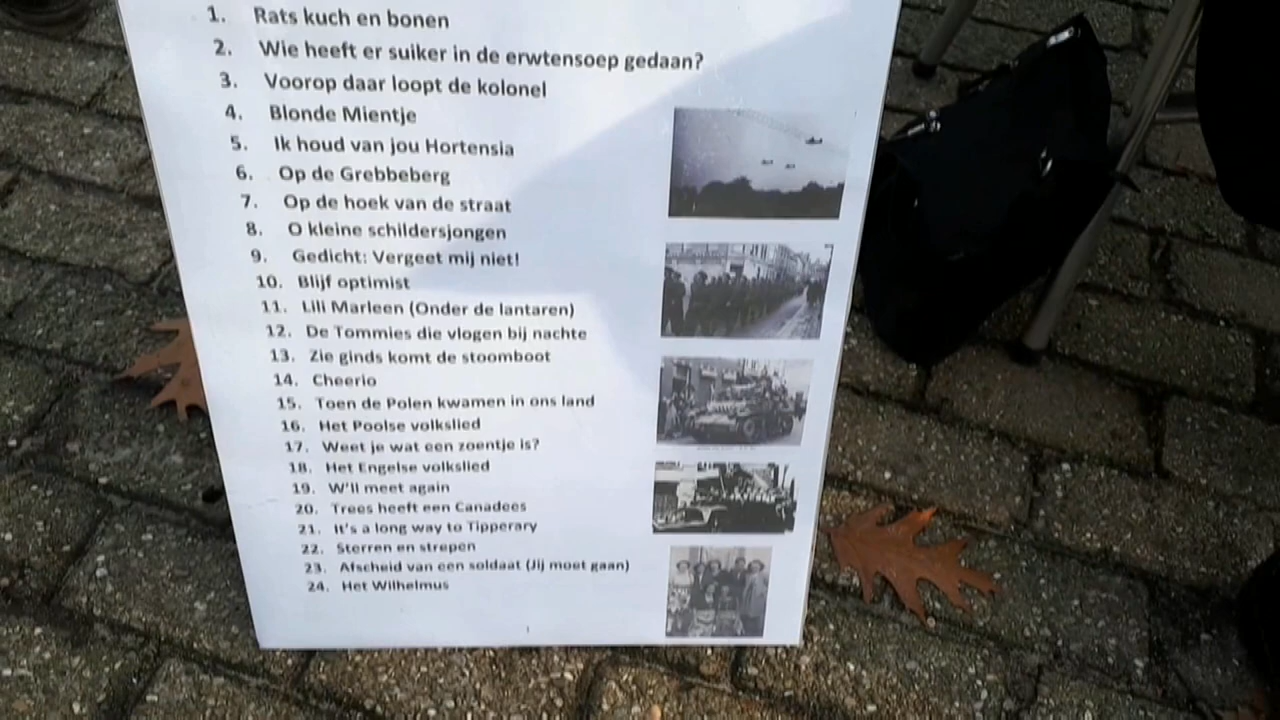 1. Rats kuch en bonen
2. Wie heeft er suiker in de erwtensoep gedaan?
3. Voorop daar loopt de kolonel
4. Blonde Mientje
5. Ik houd van jou Hortensia
6. Op de Grebbeberg
7. Op de hoek van de straat
8. O kleine schildersjongen
9. Gedicht: Vergeet mij niet!
10. Blijf optimist
11. Lili Marleen (Onder de lantaren)
12. De Tommies die vlogen bij nachte
13. Zie ginds komt de stoomboot
14. Cheerio
15. Toen de Polen kwamen in ons land
16. Het Poolse volkslied
17. Weet je wat een zoentje is?
18. Het Engelse volkslied
19. W'll meet again
20. Trees heeft een Canadees
21. It's a long way to Tipperary
22. Sterren en strepen
23. Afscheid van een soldaat (Jij moet gaan)
24. Het Wilhelmus
1